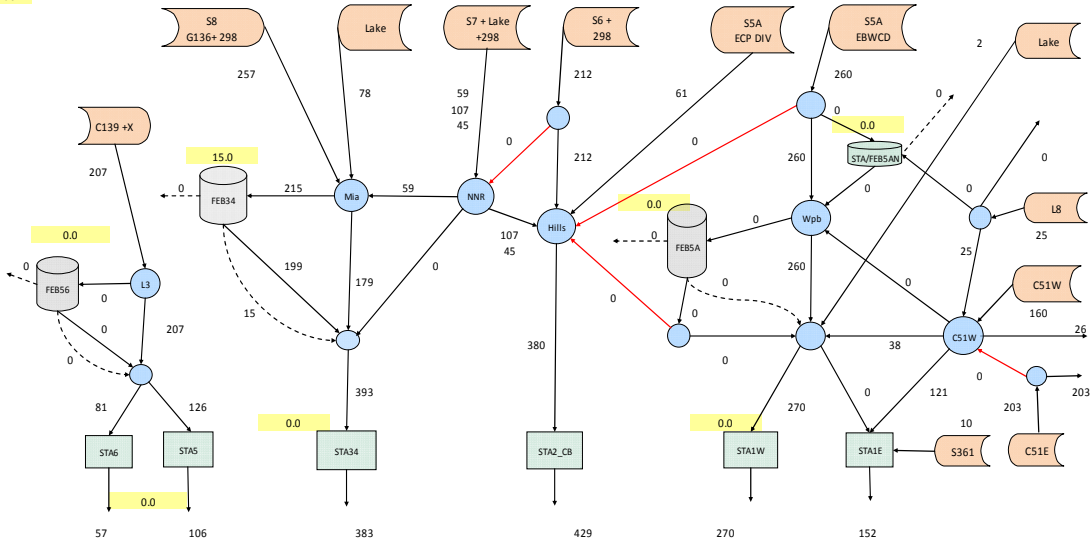 S8
G136+ 298
Lake
S7 + Lake
+298
S6 +
298
S5A
ECP DIV
S5A
EBWCD
Lake
2
257
78
59
107
45
212
61
260
0
0
0.0
C139 +X
0
0
0
STA/FEB5AN
15.0
212
260
207
0
215
59
0
0
L8
FEB34
Mia
NNR
0.0
Hills
Wpb
0
25
25
0.0
107
45
0
FEB5A
0
0
199
0
260
L3
FEB56
0
179
0
0
C51W
0
15
0
160
0
207
0
C51W
26
0
380
0
38
0
203
81
126
393
270
0
121
203
0.0
0.0
10
STA6
STA5
STA34
STA2_CB
STA1W
STA1E
S361
C51E
0.0
57
106
383
429
270
152